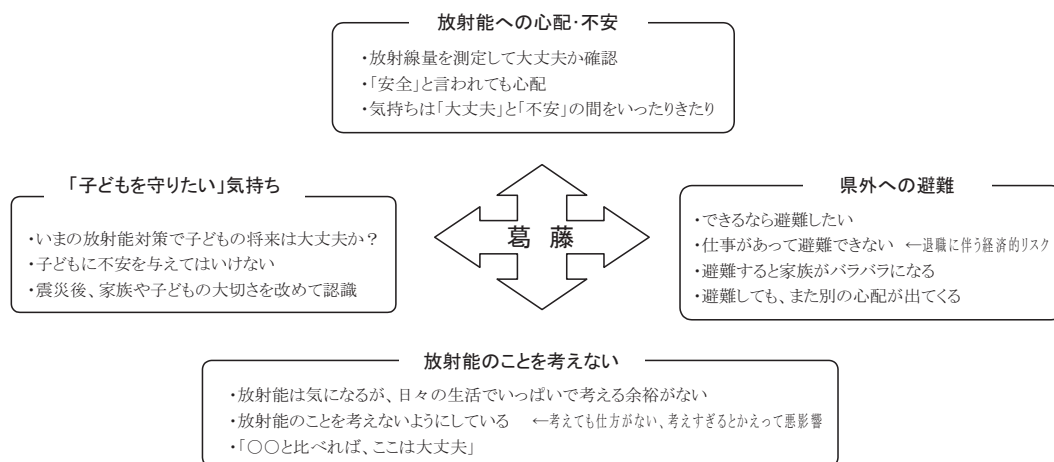 放射能への心配・不安
・放射線量を測定して大丈夫か確認
・「安全」と言われても心配
・気持ちは「大丈夫」と「不安」の間をいったりきたり
「子どもを守りたい」気持ち
・いまの放射能対策で子どもの将来は大丈夫か？
・子どもに不安を与えてはいけない
・震災後、家族や子どもの大切さを改めて認識
葛 藤
県外への避難
・できるなら避難したい
・仕事があって避難できない ←退職に伴う経済的リスク
・避難すると家族がバラバラになる
・避難しても、また別の心配が出てくる
放射能のことを考えない
・放射能は気になるが、日々の生活でいっぱいで考える余裕がない
・放射能のことを考えないようにしている ←考えても仕方がない、考えすぎるとかえって悪影響
・「○○と比べれば、ここは大丈夫」